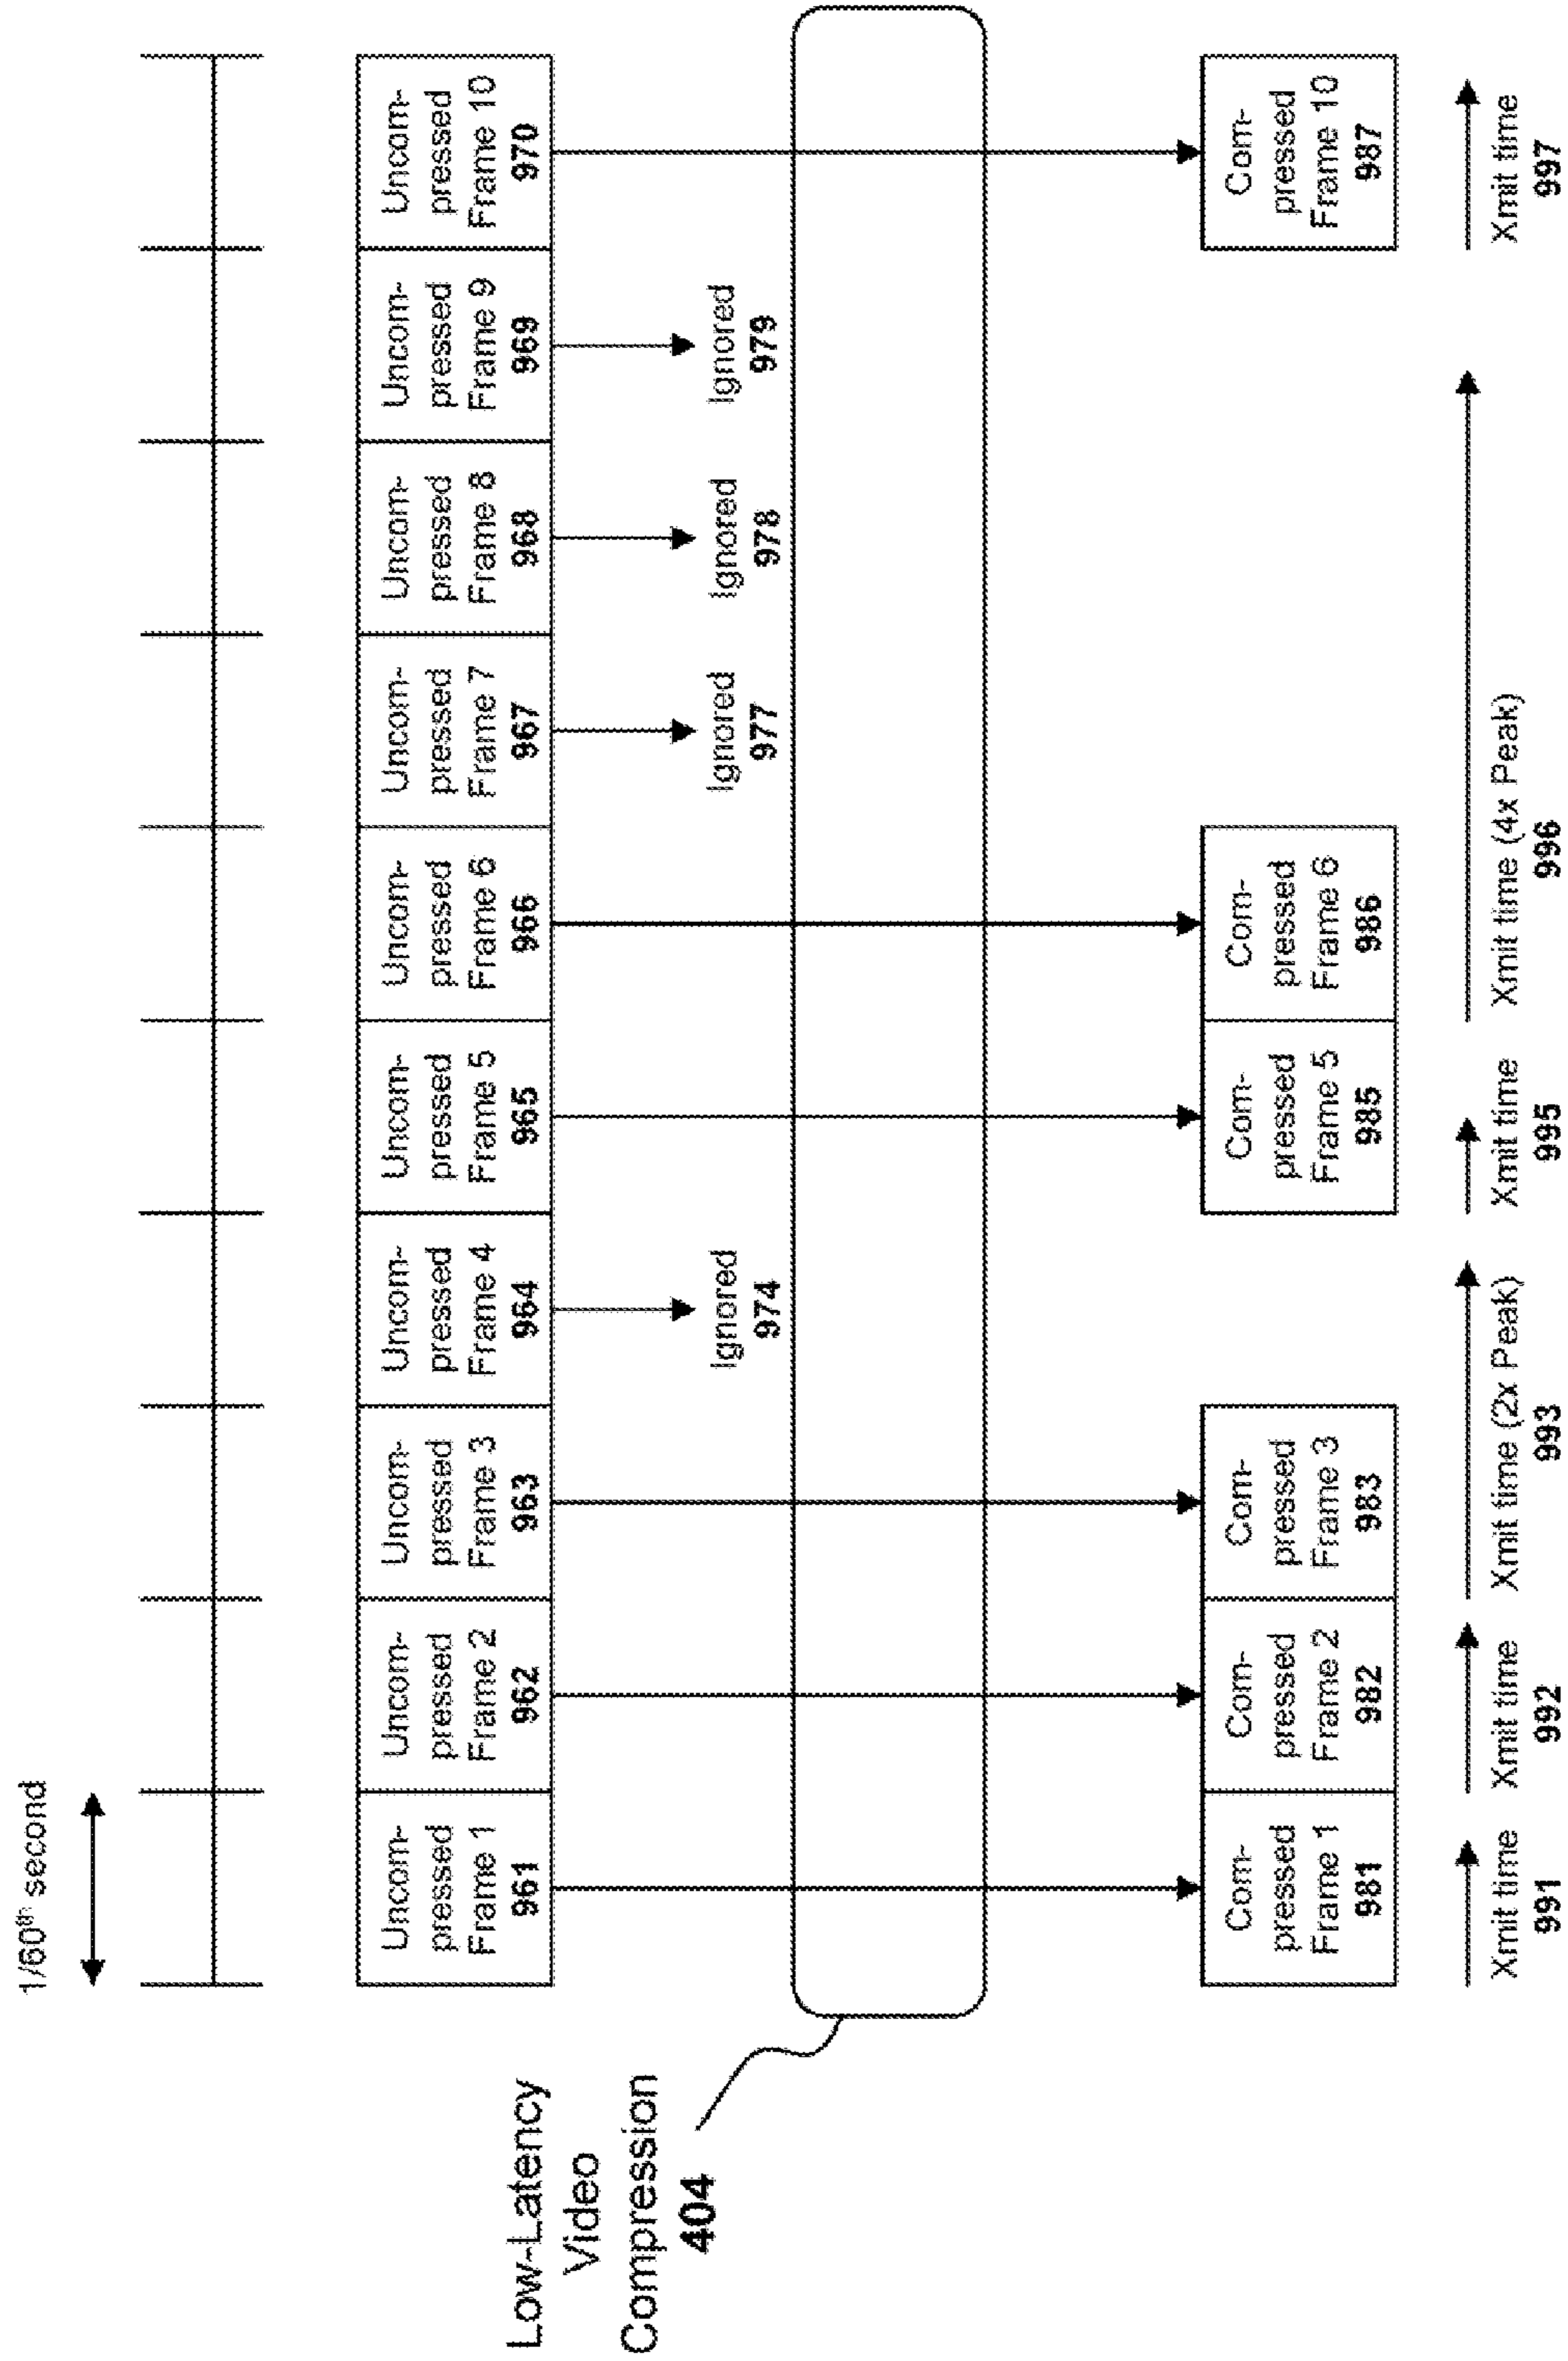 1/60th second
Uncom-
pressed
Frame 1
961
Uncom-
pressed
Frame 2
962
Uncom-
pressed
Frame 3
963
Uncom-
pressed
Frame 4
964
Uncom-
pressed
Frame 5
965
Uncom-
pressed
Frame 6
966
Uncom-
pressed
Frame 7
967
Uncom-
pressed
Frame 8
968
Uncom-
pressed
Frame 9
969
Uncom-
pressed
Frame 10
970
Ignored
974
Ignored
977
Ignored
978
Ignored
979
Low-Latency
Video
Compression
404
Com-
pressed
Frame 1
981
Com-
pressed
Frame 2
982
Com-
pressed
Frame 3
983
Com-
pressed
Frame 5
985
Com-
pressed
Frame 6
986
Com-
pressed
Frame 10
987
Xmit time
991
Xmit time
992
Xmit time (2x Peak)
993
Xmit time
995
Xmit time (4x Peak)
996
Xmit time
997